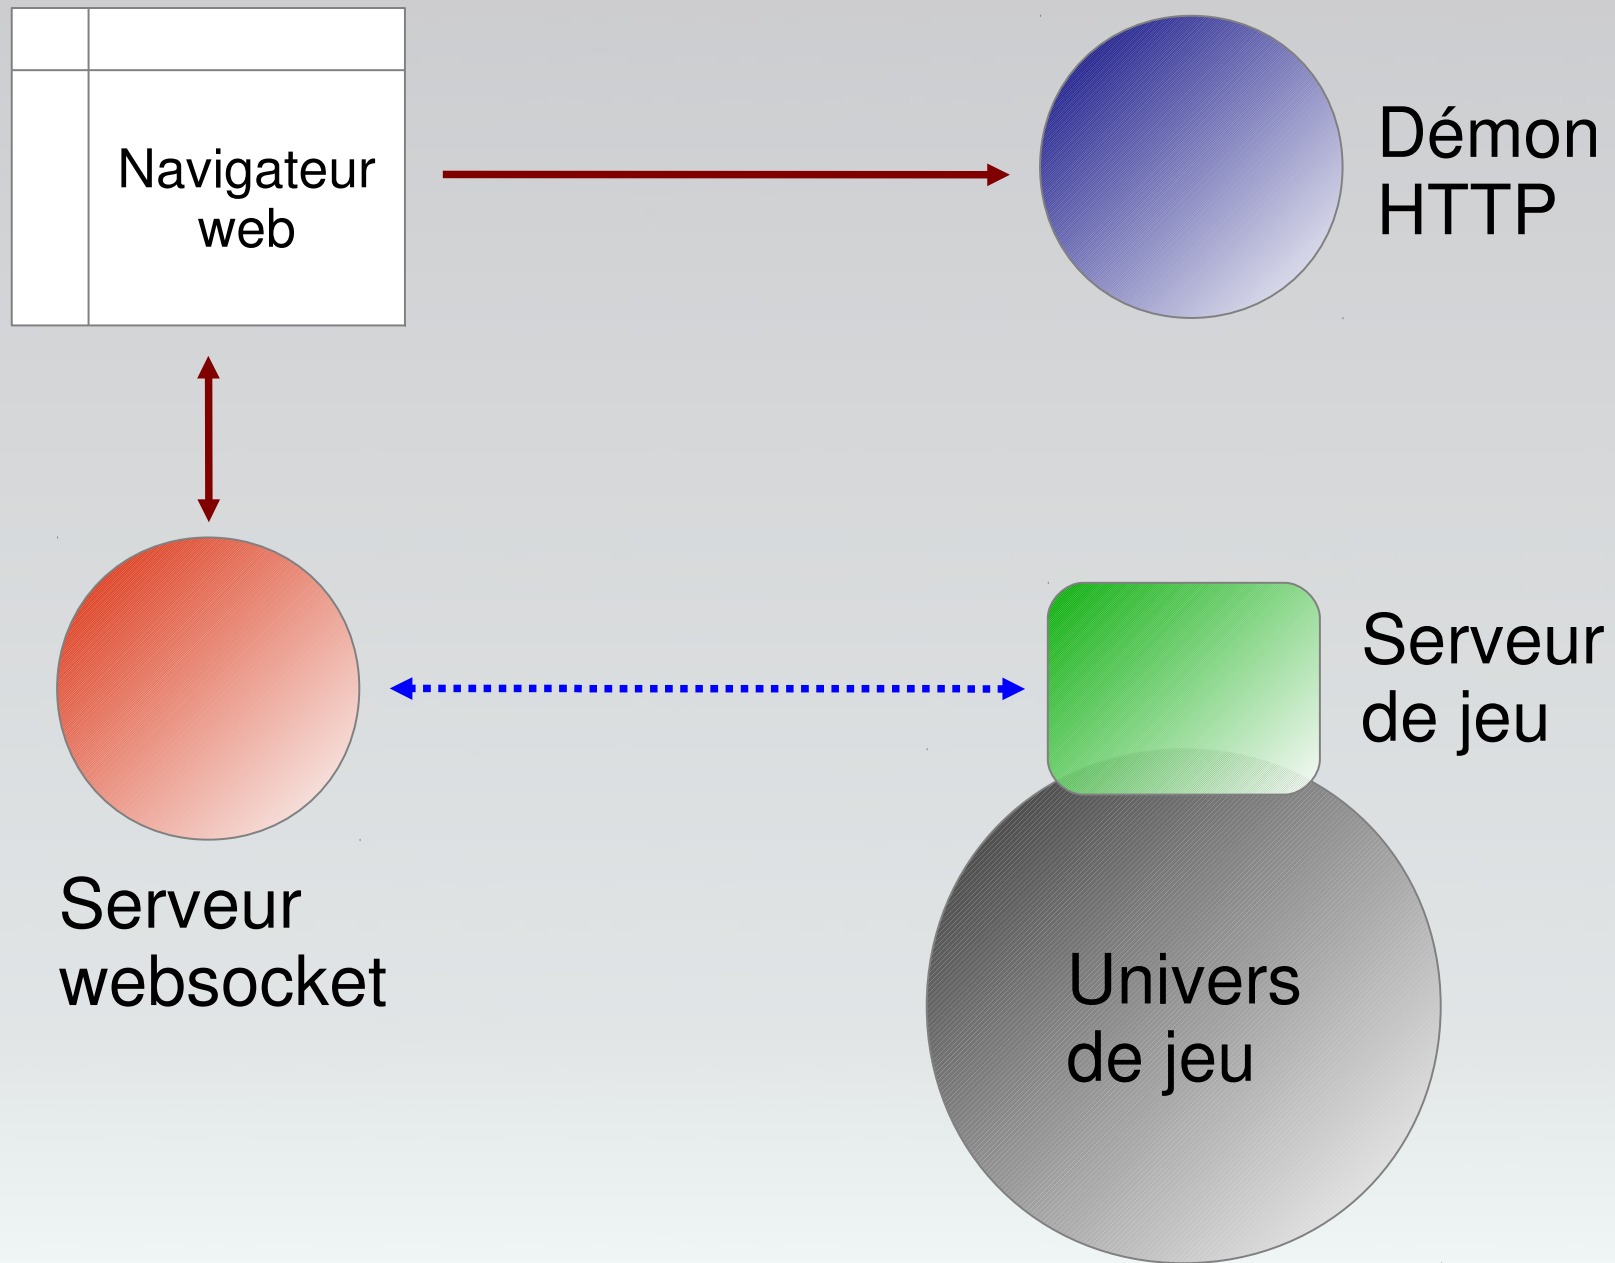 Navigateur
web
Démon
HTTP
Serveur
de jeu
Serveur
websocket
Univers
de jeu